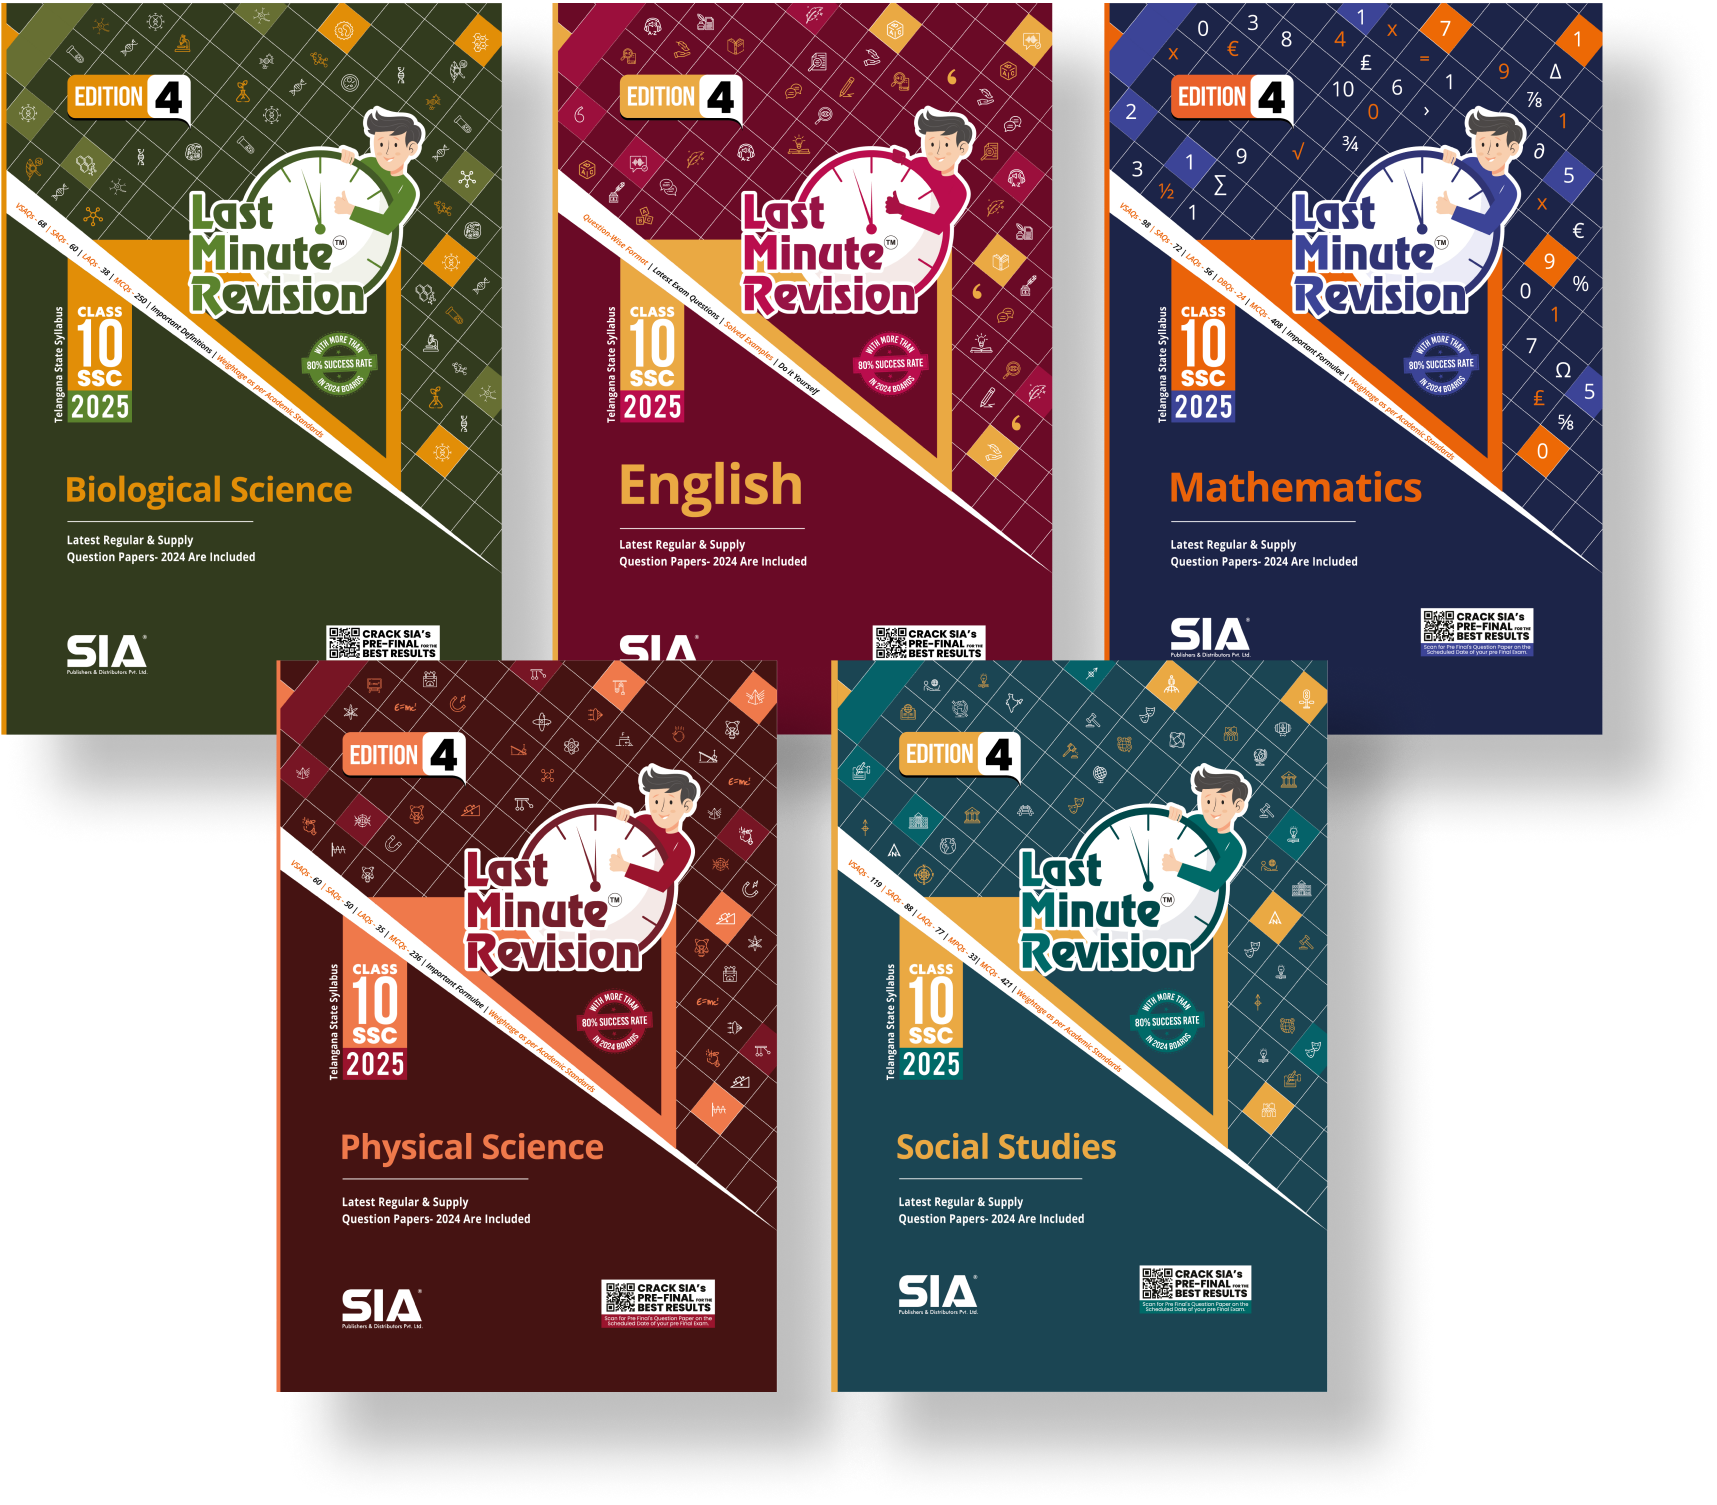 EDITION 4
Last
Minute™
Revision
VSAQs - 68 | SAQs - 60 | LAQs - 38 | MCQs - 250 | Important Definitions | Weightage as per Academic Standards
Telangana State Syllabus
CLASS
10
SSC
2025
WITH MORE THAN
80% SUCCESS RATE
IN 2024 BOARDS
Biological Science
Latest Regular & Supply
Question Papers- 2024 Are Included
SIA®
Publishers & Distributors Pvt. Ltd.
CRACK SIA's
PRE-FINAL FOR THE
BEST RESULTS
EDITION 4
Last
Minute™
Revision
Question-Wise Format | Latest Exam Questions | Solved Examples | Do it Yourself
Telangana State Syllabus
CLASS
10
SSC
2025
WITH MORE THAN
80% SUCCESS RATE
IN 2024 BOARDS
English
Latest Regular & Supply
Question Papers- 2024 Are Included
SIA®
CRACK SIA's
PRE-FINAL FOR THE
BEST RESULTS
EDITION 4
Last
Minute™
Revision
VSAQs - 98 | SAQs - 72 | LAQs - 56 | DBQs - 24 | MCQs - 408 | Important Formulae | Weightage as per Academic Standards
Telangana State Syllabus
CLASS
10
SSC
2025
WITH MORE THAN
80% SUCCESS RATE
IN 2024 BOARDS
Mathematics
Latest Regular & Supply
Question Papers- 2024 Are Included
SIA®
Publishers & Distributors Pvt. Ltd.
CRACK SIA's
PRE-FINAL FOR THE
BEST RESULTS
Scan for Pre Final's Question Paper on the
Scheduled Date of your pre Final Exam.
EDITION 4
Last
Minute™
Revision
VSAQs - 60 | SAQs - 50 | LAQs - 35 | MCQs - 236 | Important Formulae | Weightage as per Academic Standards
Telangana State Syllabus
CLASS
10
SSC
2025
WITH MORE THAN
80% SUCCESS RATE
IN 2024 BOARDS
Physical Science
Latest Regular & Supply
Question Papers- 2024 Are Included
SIA®
Publishers & Distributors Pvt. Ltd.
CRACK SIA's
PRE-FINAL FOR THE
BEST RESULTS
Scan for Pre Final's Question Paper on the
Scheduled Date of your pre Final Exam.
EDITION 4
Last
Minute™
Revision
VSAQs - 119 | SAQs - 88 | LAQs - 77 | MPQs - 33 | MCQs - 421 | Weightage as per Academic Standards
Telangana State Syllabus
CLASS
10
SSC
2025
WITH MORE THAN
80% SUCCESS RATE
IN 2024 BOARDS
Social Studies
Latest Regular & Supply
Question Papers- 2024 Are Included
SIA®
Publishers & Distributors Pvt. Ltd.
CRACK SIA's
PRE-FINAL FOR THE
BEST RESULTS
Scan for Pre Final's Question Paper on the
Scheduled Date of your pre Final Exam.